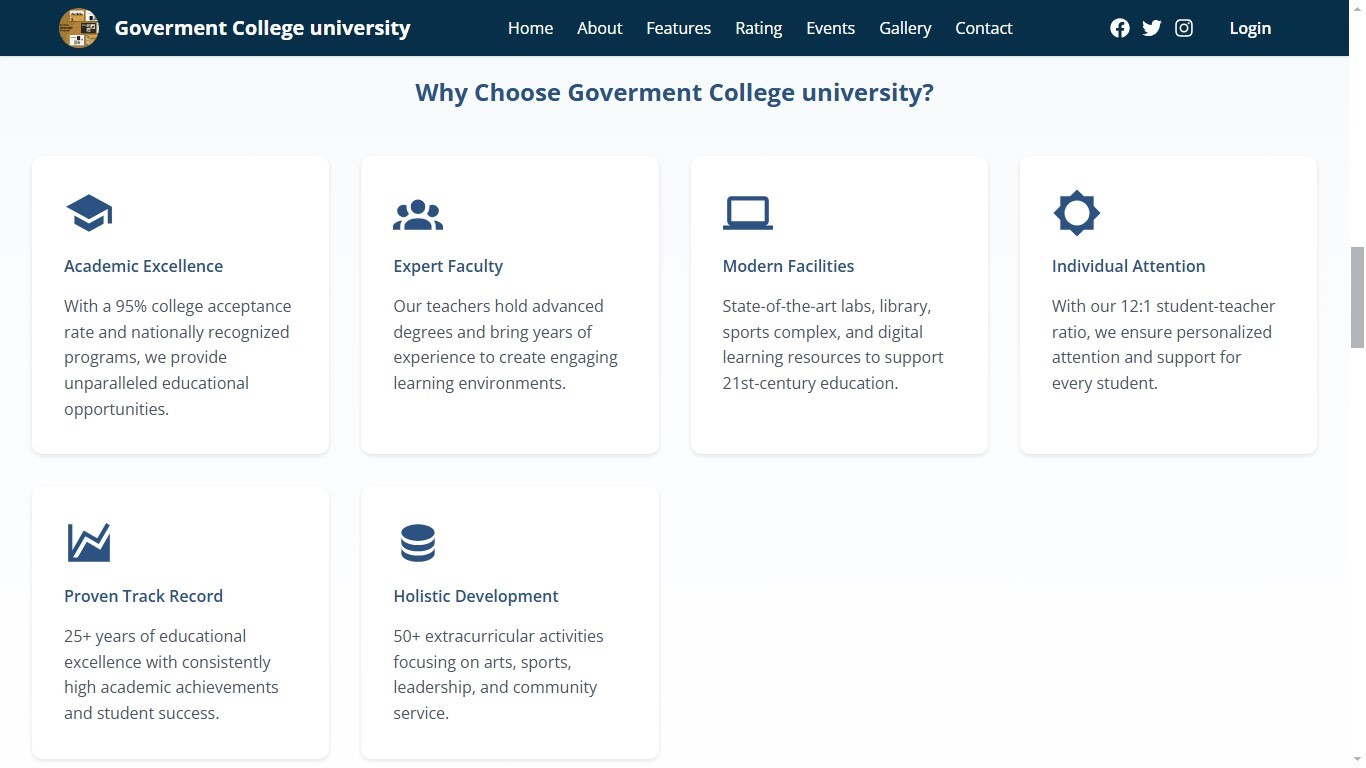 Goverment College university
Home About Features Rating Events Gallery Contact
Login
Why Choose Goverment College university?
Academic Excellence
With a 95% college acceptance
rate and nationally recognized
programs, we provide
unparalleled educational
opportunities.
Expert Faculty
Our teachers hold advanced
degrees and bring years of
experience to create engaging
learning environments.
Modern Facilities
State-of-the-art labs, library,
sports complex, and digital
learning resources to support
21st-century education.
Individual Attention
With our 12:1 student-teacher
ratio, we ensure personalized
attention and support for
every student.
Proven Track Record
25+ years of educational
excellence with consistently
high academic achievements
and student success.
Holistic Development
50+ extracurricular activities
focusing on arts, sports,
leadership, and community
service.